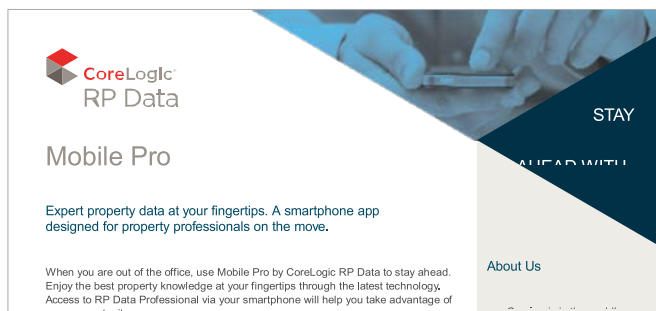 CoreLogic
RP Data
STAY
AHEAD WITH
Mobile Pro
Expert property data at your fingertips. A smartphone app
designed for property professionals on the move.
When you are out of the office, use Mobile Pro by CoreLogic RP Data to stay ahead.
Enjoy the best property knowledge at your fingertips through the latest technology.
Access to RP Data Professional via your smartphone will help you take advantage of
About Us